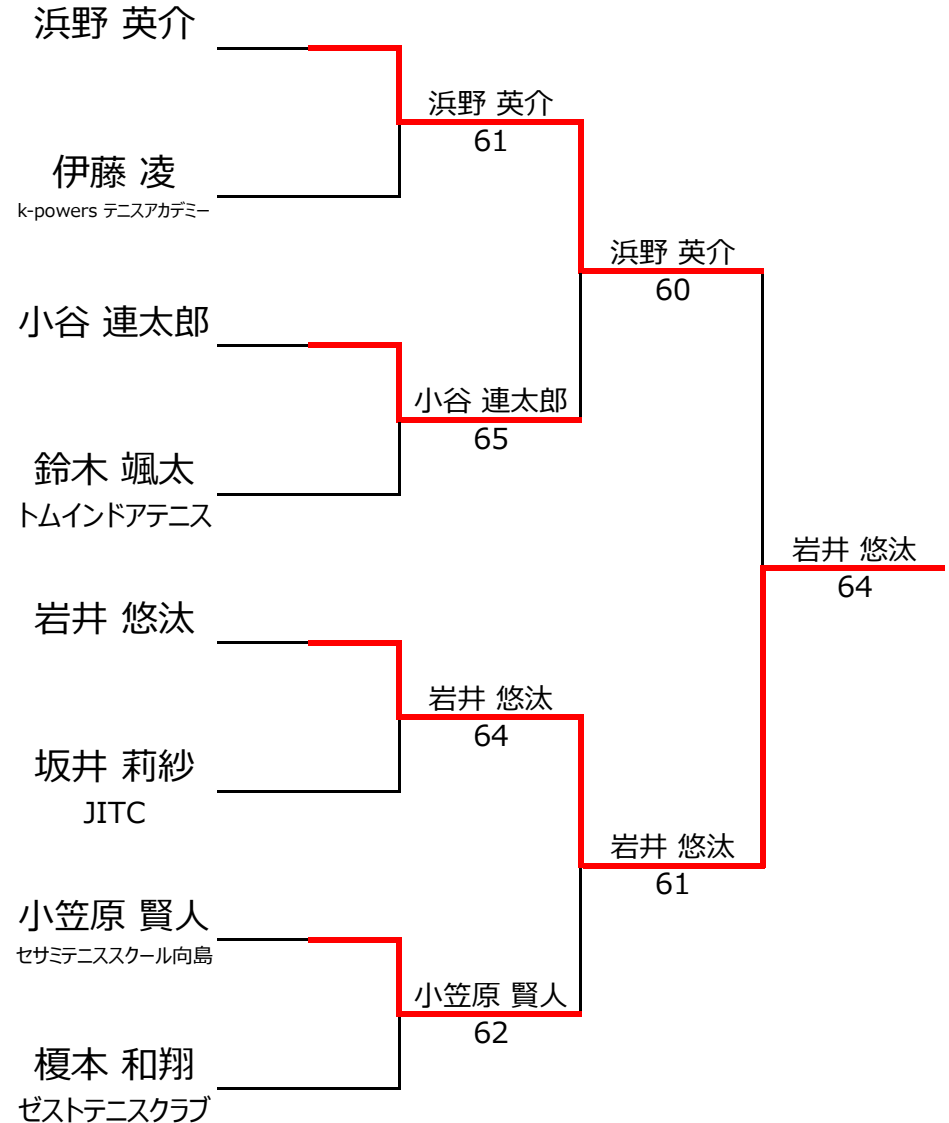 浜野 英介
浜野 英介
61
伊藤 凌
k-powers テニスアカデミー
浜野 英介
60
小谷 連太郎
小谷 連太郎
65
鈴木 颯太
トムインドアテニス
岩井 悠汰
64
岩井 悠汰
岩井 悠汰
64
坂井 莉紗
JITC
岩井 悠汰
61
小笠原 賢人
セサミテニススクール向島
小笠原 賢人
62
榎本 和翔
ゼストテニスクラブ